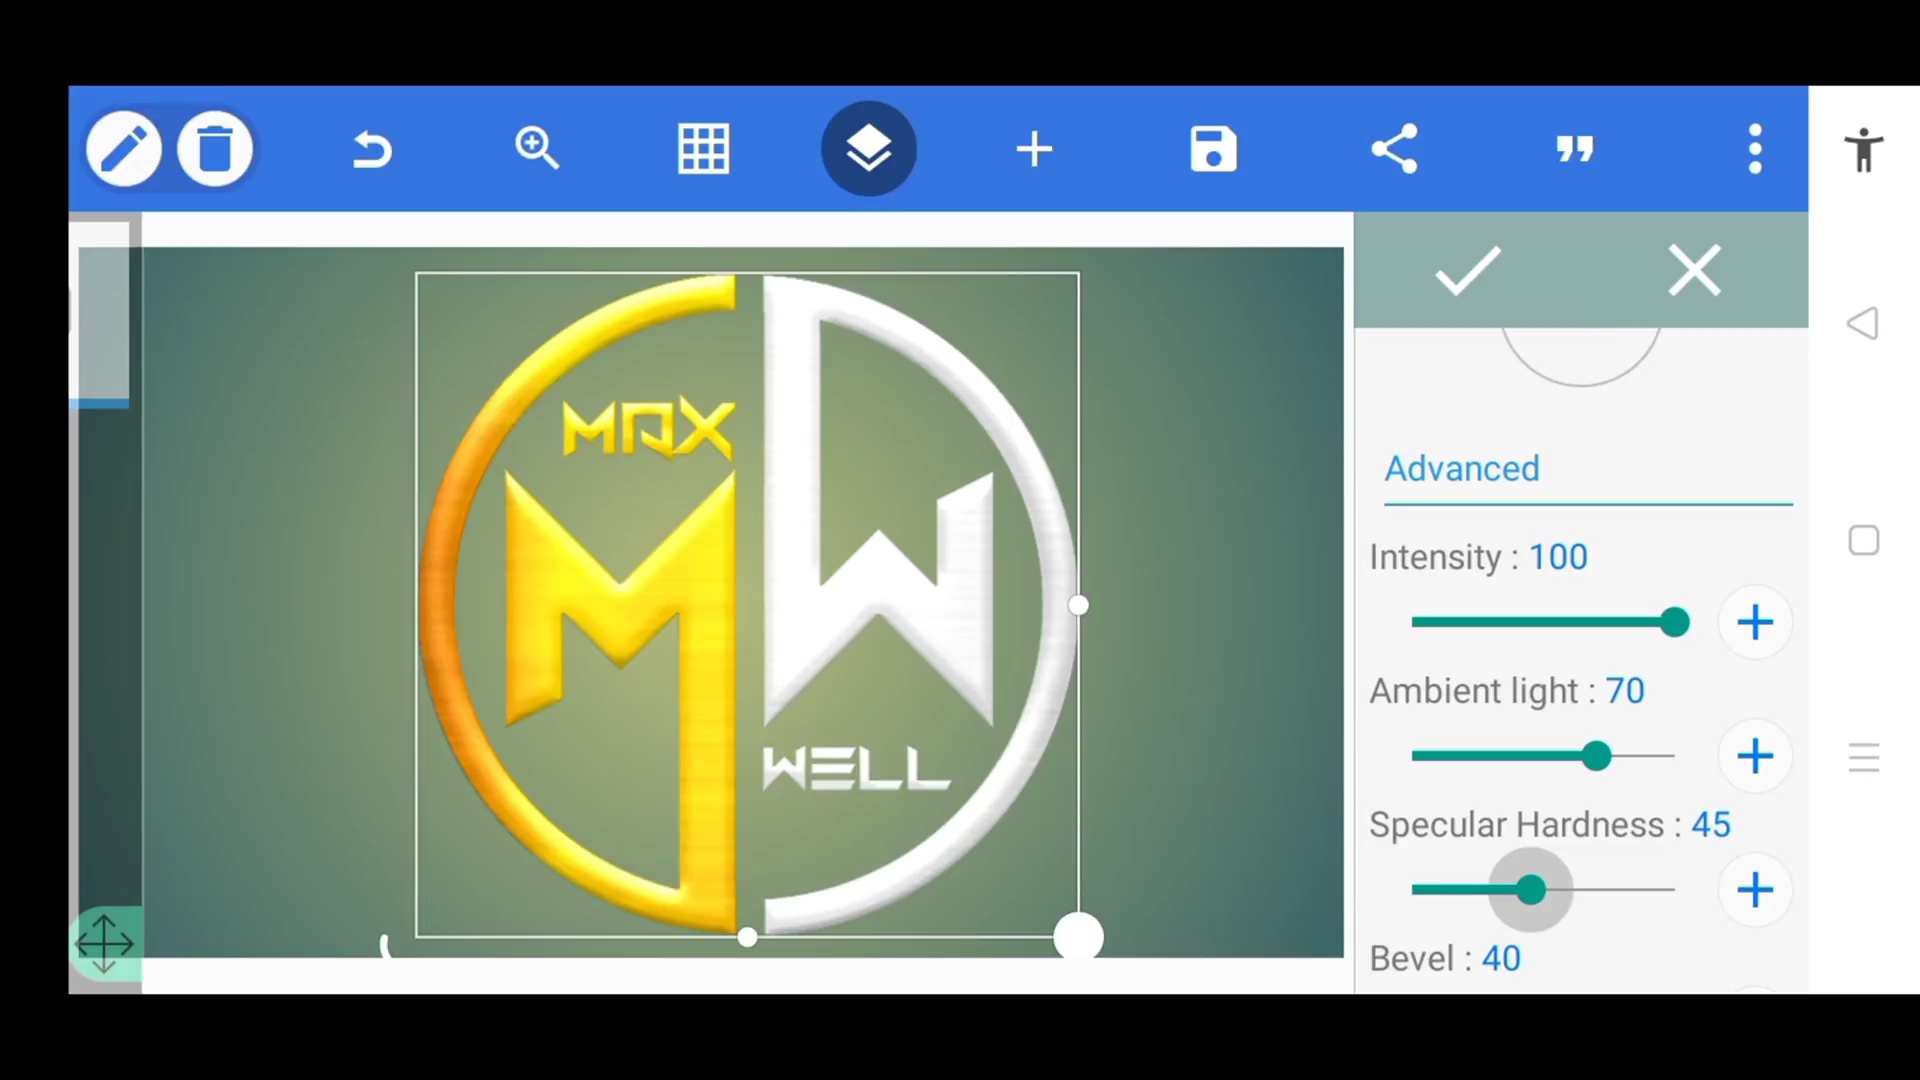 MAX
M W
WELL
Advanced
Intensity : 100
Ambient light : 70
Specular Hardness : 45
Bevel : 40